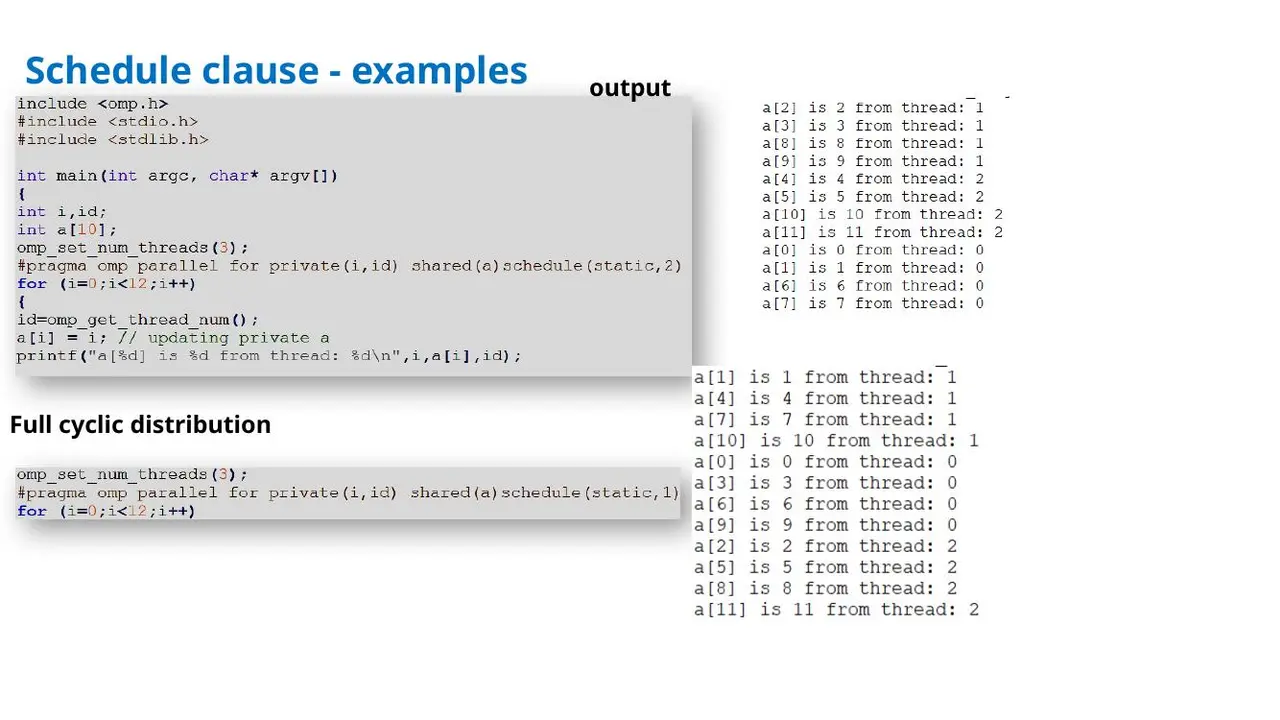 Schedule clause - examples
output
include <omp.h>
#include <stdio.h>
#include <stdlib.h>
int main(int argc, char* argv[])
{
int i,id;
int a[10];
omp_set_num_threads(3);
#pragma omp parallel for private(i,id) shared(a)schedule(static,2)
for (i=0;i<12;i++)
{
id=omp_get_thread_num();
a[i] = i; // updating private a
printf("a[%d] is %d from thread: %d\n",i,a[i],id);
a[2] is 2 from thread: 1
a[3] is 3 from thread: 1
a[8] is 8 from thread: 1
a[9] is 9 from thread: 1
a[4] is 4 from thread: 2
a[5] is 5 from thread: 2
a[10] is 10 from thread: 2
a[11] is 11 from thread: 2
a[0] is 0 from thread: 0
a[1] is 1 from thread: 0
a[6] is 6 from thread: 0
a[7] is 7 from thread: 0
Full cyclic distribution
omp_set_num_threads(3);
#pragma omp parallel for private(i,id) shared(a)schedule(static,1)
for (i=0;i<12;i++)
a[1] is 1 from thread: 1
a[4] is 4 from thread: 1
a[7] is 7 from thread: 1
a[10] is 10 from thread: 1
a[0] is 0 from thread: 0
a[3] is 3 from thread: 0
a[6] is 6 from thread: 0
a[9] is 9 from thread: 0
a[2] is 2 from thread: 2
a[5] is 5 from thread: 2
a[8] is 8 from thread: 2
a[11] is 11 from thread: 2